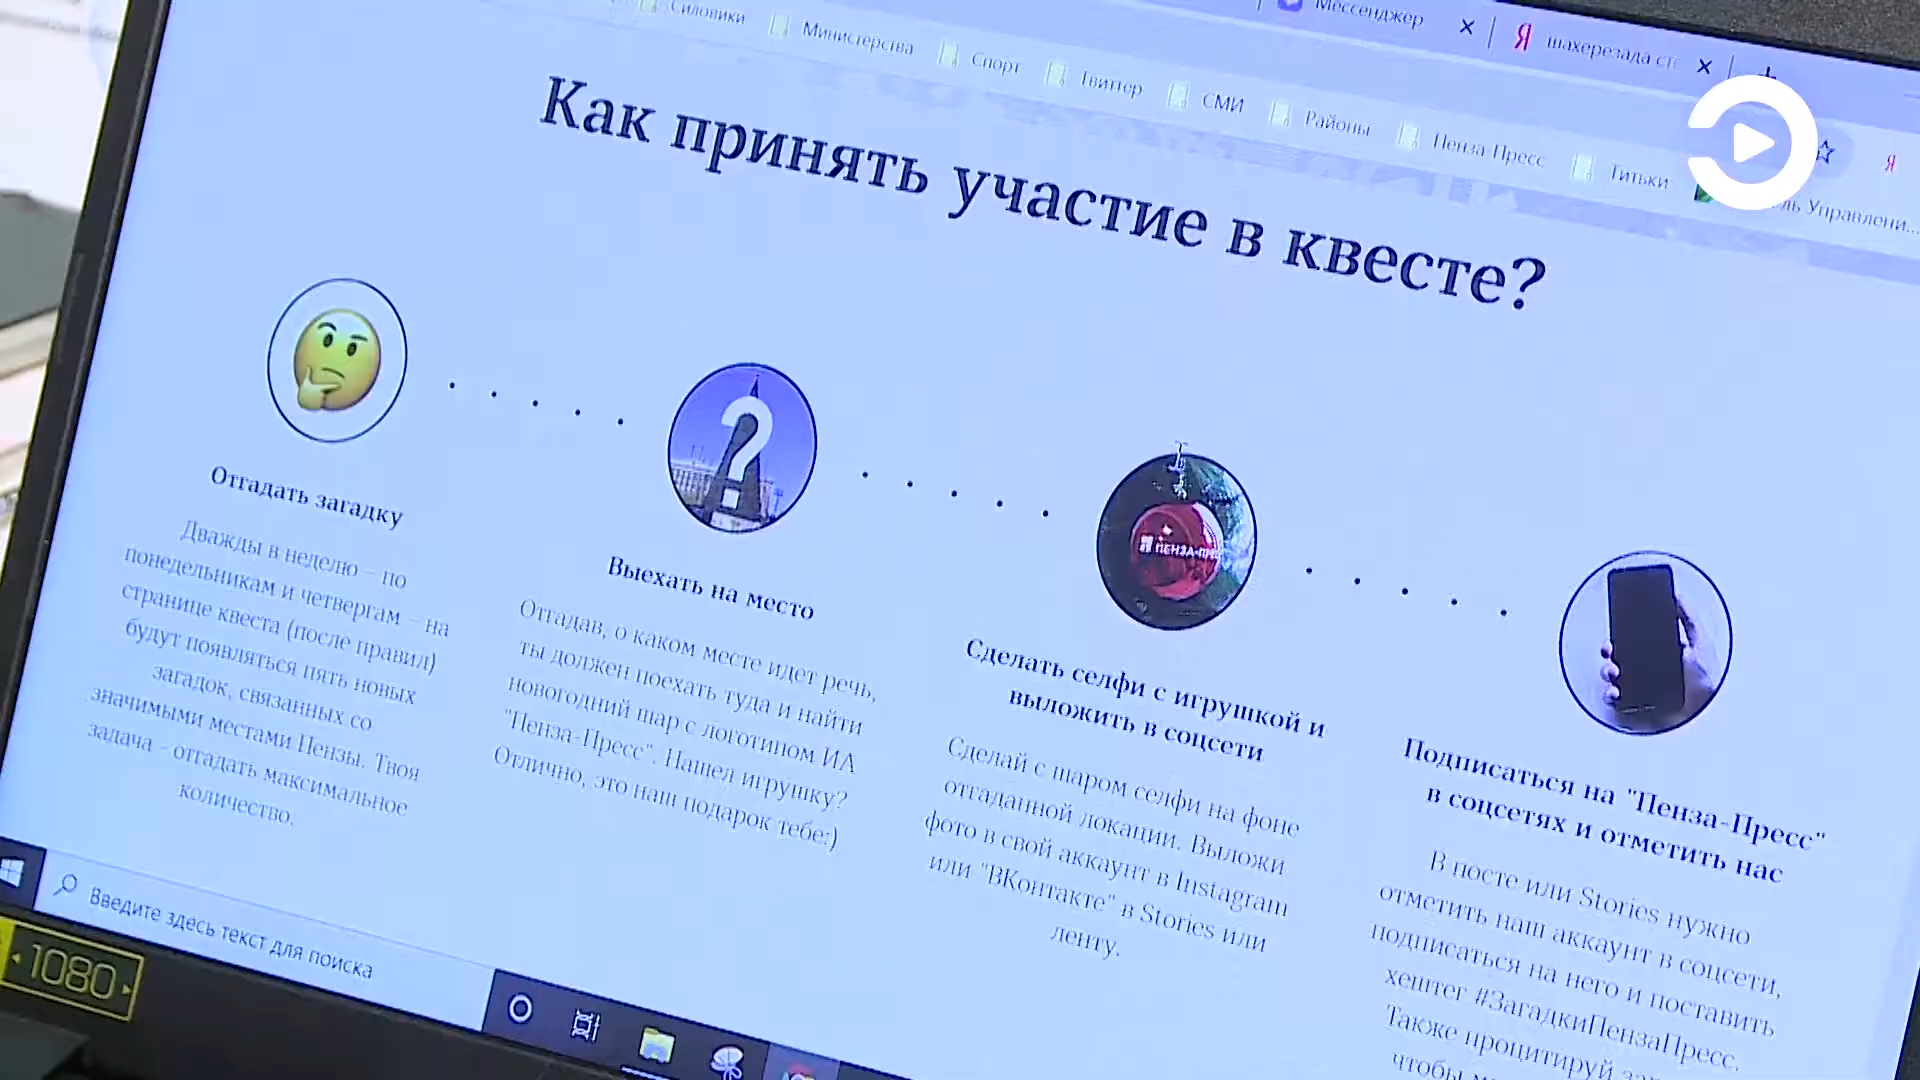 Мессенджер
шахерезада ст
Силовики
Министерства
Спорт
Твиттер
СМИ
Районы
Пенза-Пресс
Титьки
ль Управлени...
Я
Как принять участие в квесте?
Отгадать загадку
Дважды в неделю – по
понедельникам и четвергам – на
странице квеста (после правил)
будут появляться пять новых
загадок, связанных со
значимыми местами Пензы. Твоя
задача - отгадать максимальное
количество.
Выехать на место
Отгадав, о каком месте идет речь,
ты должен поехать туда и найти
новогодний шар с логотипом ИА
"Пенза-Пресс". Нашел игрушку?
Отлично, это наш подарок тебе:)
ПЕНЗА-ПРЕ
Сделать селфи с игрушкой и
выложить в соцсети
Сделай с шаром селфи на фоне
отгаданной локации. Выложи
фото в свой аккаунт в Instagram
или "ВКонтакте" в Stories или
ленту.
Подписаться на "Пенза-Пресс"
в соцсетях и отметить нас
В посте или Stories нужно
отметить наш аккаунт в соцсети,
подписаться на него и поставить
хештег #ЗагадкиПензаПресс.
Также процитируй
чтобы
Введите здесь текст для поиска
1080